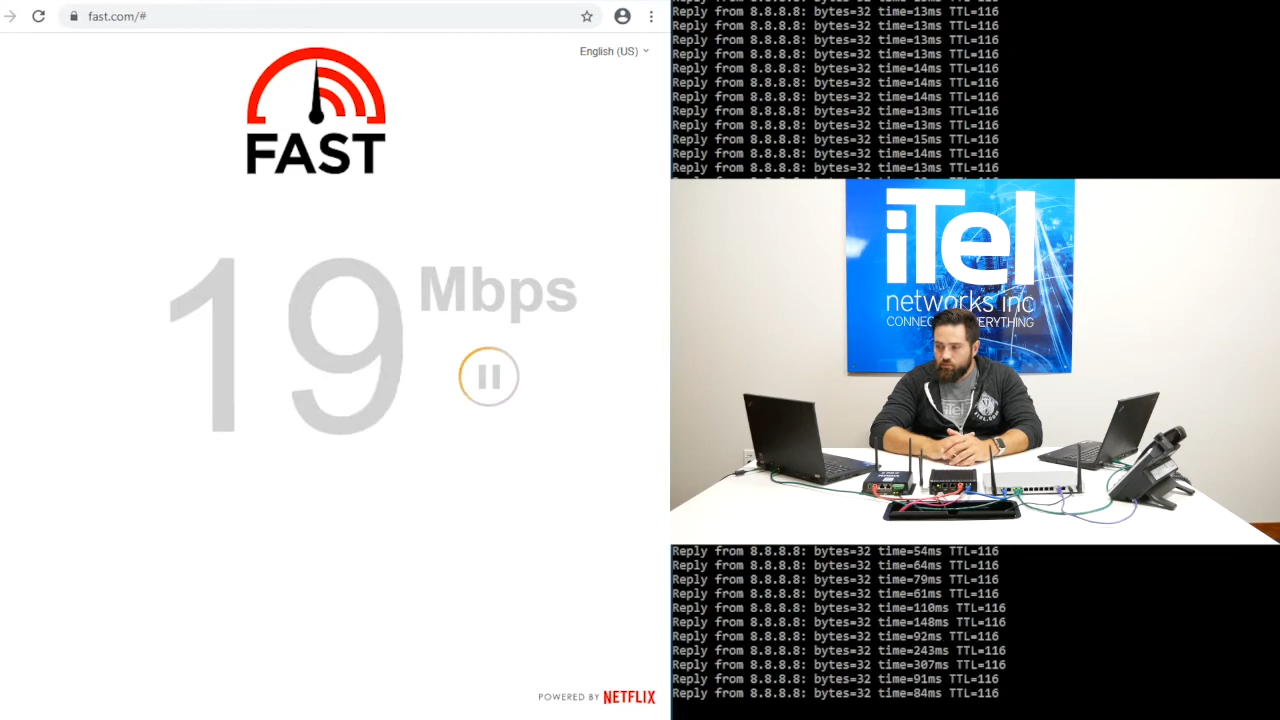 fast.com/#
English (US)
FAST
19 Mbps
POWERED BY NETFLIX
Reply from 8.8.8.8: bytes=32 time=13ms TTL=116
Reply from 8.8.8.8: bytes=32 time=13ms TTL=116
Reply from 8.8.8.8: bytes=32 time=13ms TTL=116
Reply from 8.8.8.8: bytes=32 time=14ms TTL=116
Reply from 8.8.8.8: bytes=32 time=14ms TTL=116
Reply from 8.8.8.8: bytes=32 time=14ms TTL=116
Reply from 8.8.8.8: bytes=32 time=13ms TTL=116
Reply from 8.8.8.8: bytes=32 time=13ms TTL=116
Reply from 8.8.8.8: bytes=32 time=15ms TTL=116
Reply from 8.8.8.8: bytes=32 time=14ms TTL=116
Reply from 8.8.8.8: bytes=32 time=13ms TTL=116
iTel
networks inc
iTel
Reply from 8.8.8.8: bytes=32 time=54ms TTL=116
Reply from 8.8.8.8: bytes=32 time=64ms TTL=116
Reply from 8.8.8.8: bytes=32 time=79ms TTL=116
Reply from 8.8.8.8: bytes=32 time=61ms TTL=116
Reply from 8.8.8.8: bytes=32 time=110ms TTL=116
Reply from 8.8.8.8: bytes=32 time=148ms TTL=116
Reply from 8.8.8.8: bytes=32 time=92ms TTL=116
Reply from 8.8.8.8: bytes=32 time=243ms TTL=116
Reply from 8.8.8.8: bytes=32 time=307ms TTL=116
Reply from 8.8.8.8: bytes=32 time=91ms TTL=116
Reply from 8.8.8.8: bytes=32 time=84ms TTL=116